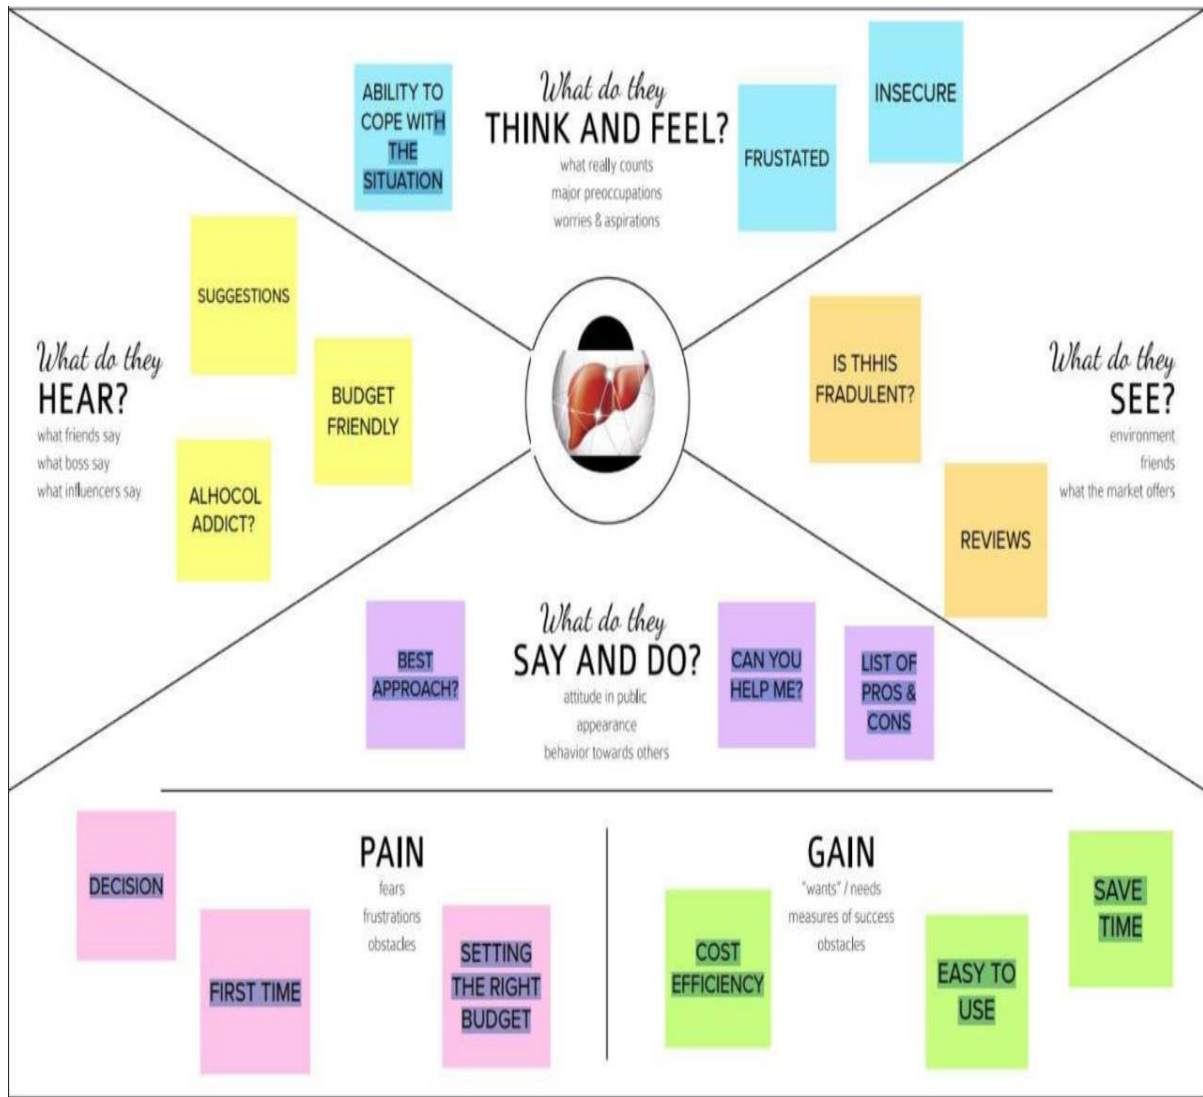 What do they
THINK AND FEEL?
what really counts
major preoccupations
worries & aspirations
ABILITY TO
COPE WITH
THE
SITUATION
FRUSTATED
INSECURE
What do they
HEAR?
what friends say
what boss say
what influencers say
SUGGESTIONS
BUDGET
FRIENDLY
ALHOCOL
ADDICT?
What do they
SEE?
environment
friends
what the market offers
IS THHIS
FRADULENT?
REVIEWS
What do they
SAY AND DO?
attitude in public
appearance
behavior towards others
BEST
APPROACH?
CAN YOU
HELP ME?
LIST OF
PROS &
CONS
PAIN
fears
frustrations
obstacles
DECISION
FIRST TIME
SETTING
THE RIGHT
BUDGET
GAIN
"wants" / needs
measures of success
obstacles
COST
EFFICIENCY
EASY TO
USE
SAVE
TIME